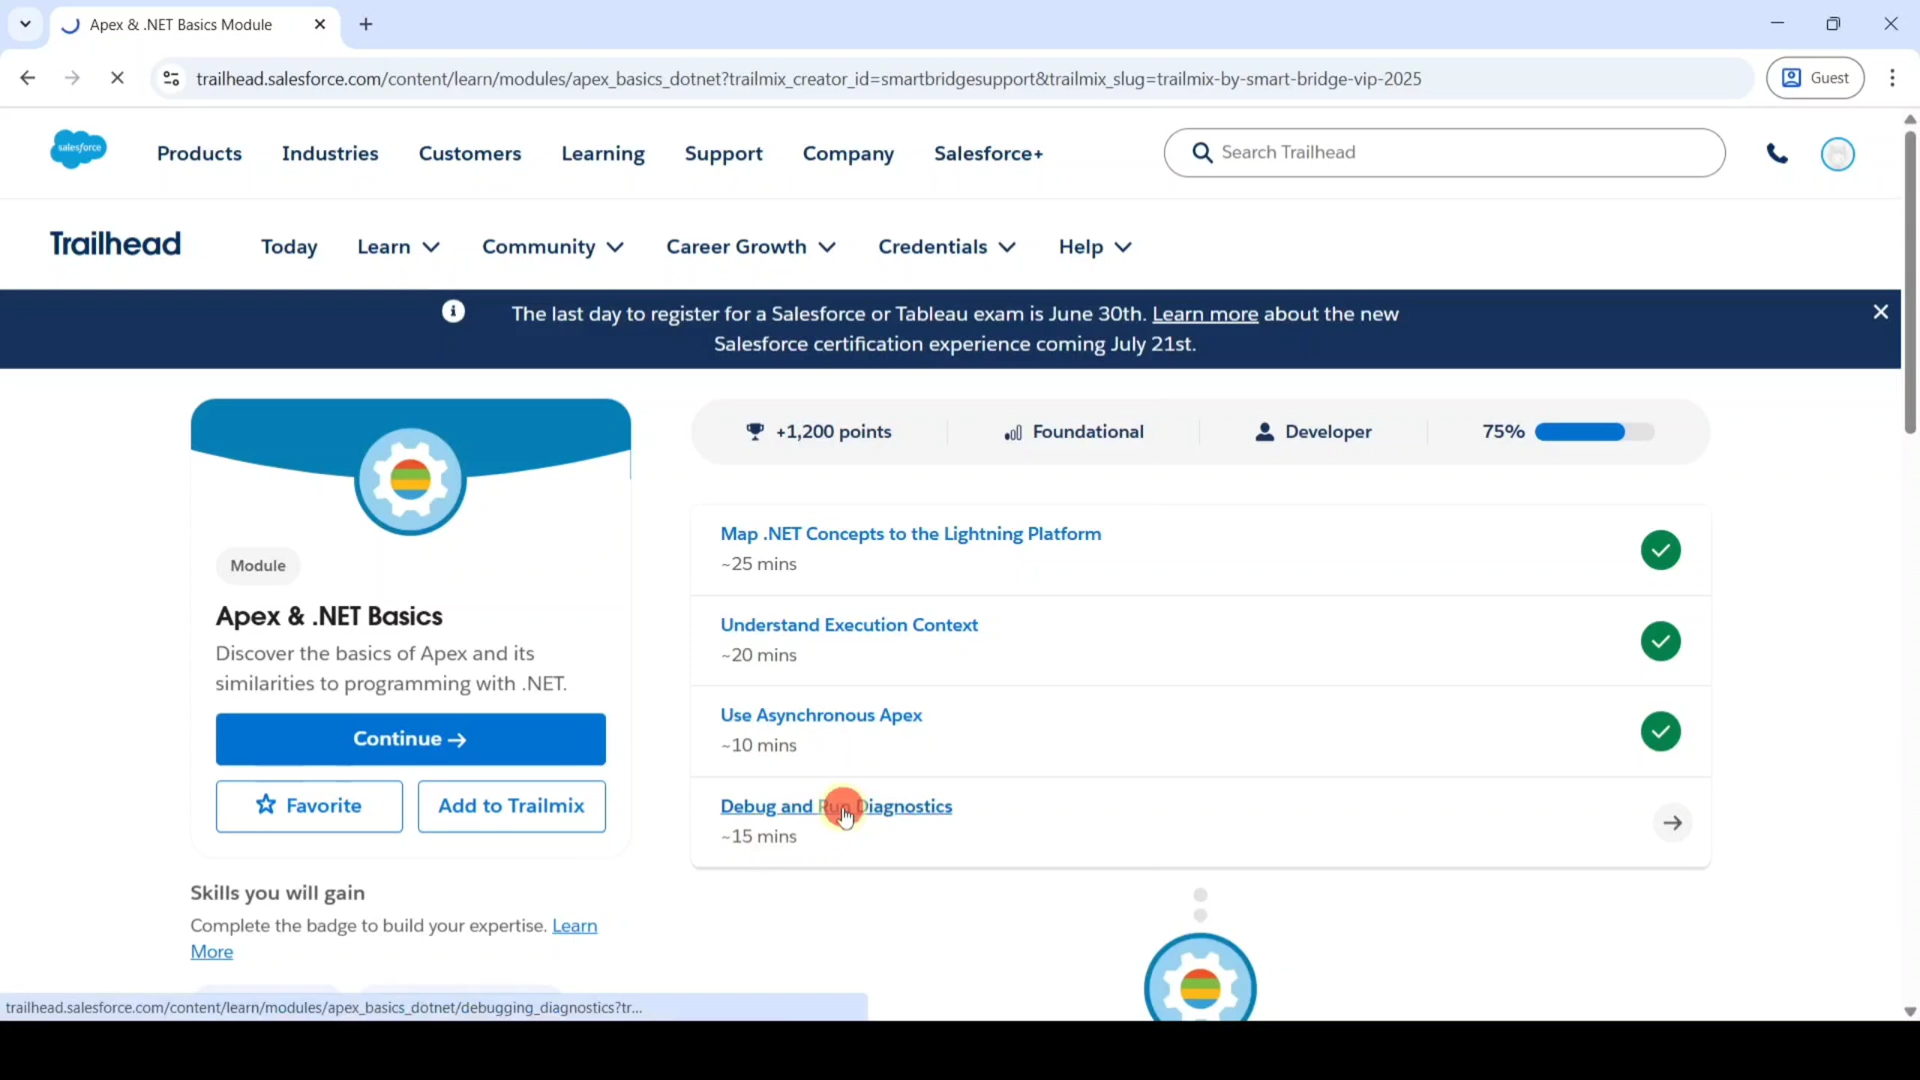 Apex & .NET Basics Module
trailhead.salesforce.com/content/learn/modules/apex_basics_dotnet?trailmix_creator_id=smartbridgesupport&trailmix_slug=trailmix-by-smart-bridge-vip-2025
Guest
salesforce
Products
Industries
Customers
Learning
Support
Company
Salesforce+
Search Trailhead
Trailhead
Today
Learn
Community
Career Growth
Credentials
Help
The last day to register for a Salesforce or Tableau exam is June 30th. Learn more about the new
Salesforce certification experience coming July 21st.
Module
Apex & .NET Basics
Discover the basics of Apex and its
similarities to programming with .NET.
Continue →
Favorite
Add to Trailmix
Skills you will gain
Complete the badge to build your expertise. Learn
More
+1,200 points
Foundational
Developer
75%
Map .NET Concepts to the Lightning Platform
~25 mins
Understand Execution Context
~20 mins
Use Asynchronous Apex
~10 mins
Debug and Run Diagnostics
~15 mins
trailhead.salesforce.com/content/learn/modules/apex_basics_dotnet/debugging_diagnostics?tr...